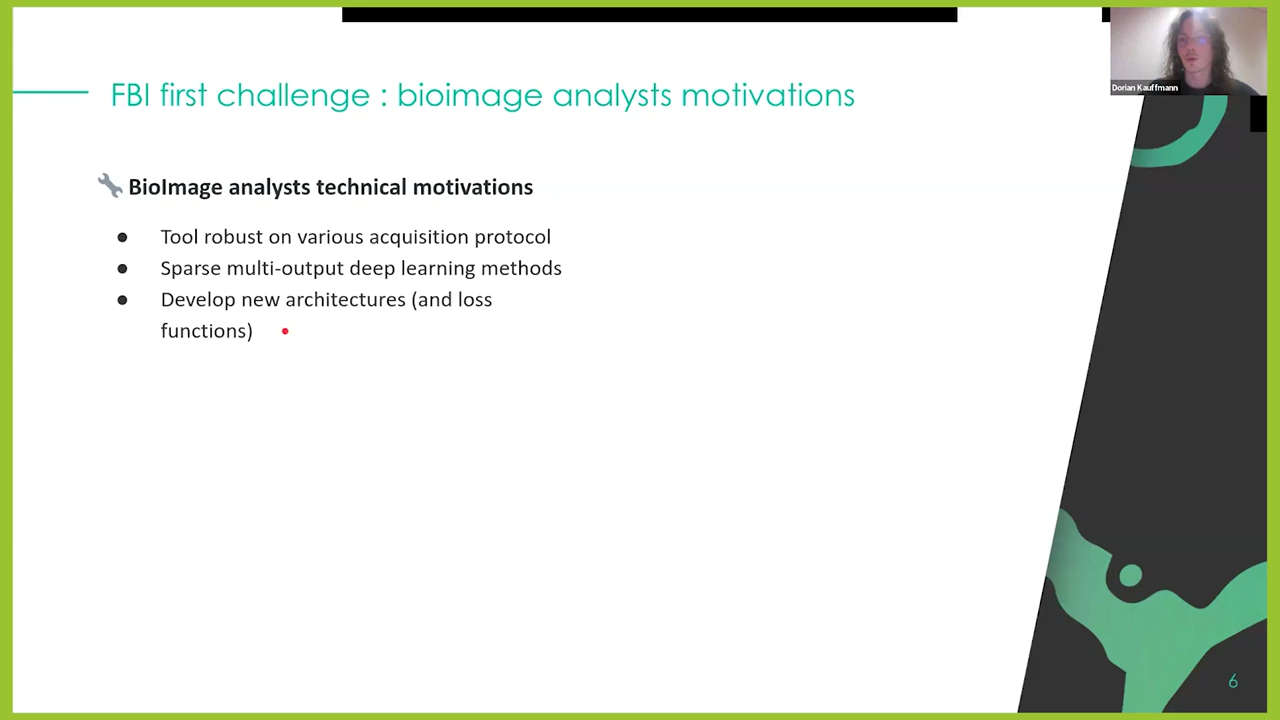 Dorian Kauffmann
FBI first challenge : bioimage analysts motivations
BioImage analysts technical motivations
● Tool robust on various acquisition protocol
● Sparse multi-output deep learning methods
● Develop new architectures (and loss
functions)
6